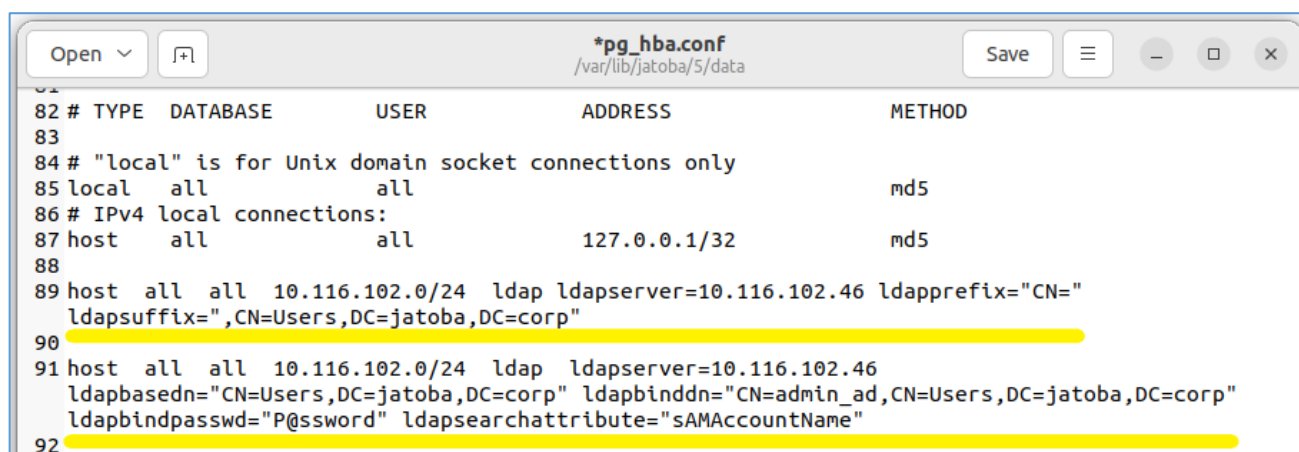 Open
*pg_hba.conf
/var/lib/jatoba/5/data
Save
82 # TYPE  DATABASE        USER            ADDRESS                 METHOD
83
84 # "local" is for Unix domain socket connections only
85 local   all             all                                     md5
86 # IPv4 local connections:
87 host    all             all             127.0.0.1/32            md5
88
89 host  all  all  10.116.102.0/24  ldap ldapserver=10.116.102.46 ldapprefix="CN="
ldapsuffix=",CN=Users,DC=jatoba,DC=corp"
90
91 host  all  all  10.116.102.0/24  ldap  ldapserver=10.116.102.46
ldapbasedn="CN=Users,DC=jatoba,DC=corp" ldapbinddn="CN=admin_ad,CN=Users,DC=jatoba,DC=corp"
ldapbindpasswd="P@ssword" ldapsearchattribute="sAMAccountName"
92